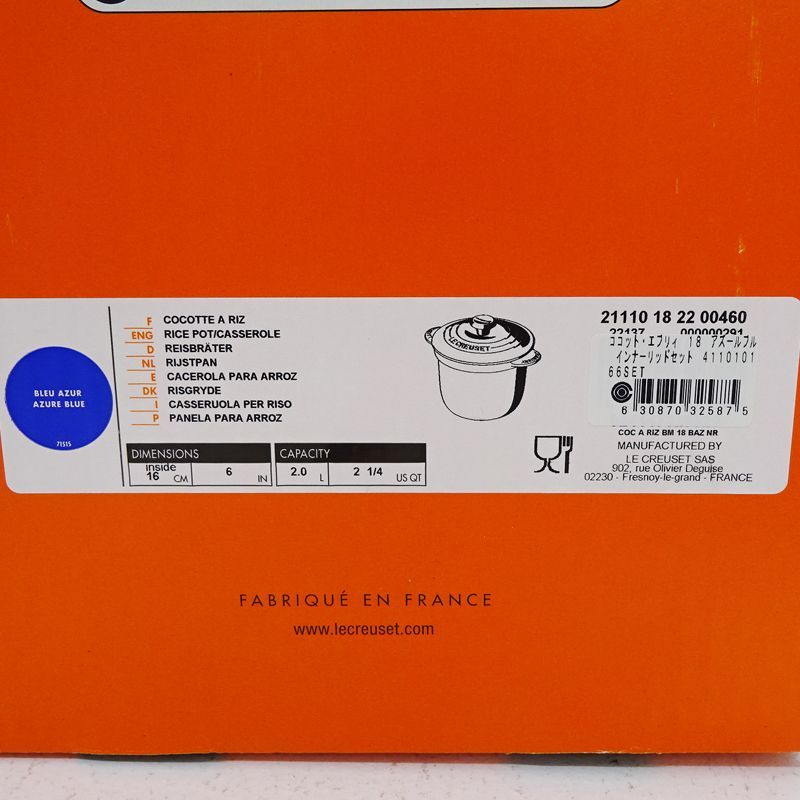 BLEU AZUR
AZURE BLUE
71515
F COCOTTE A RIZ
ENG RICE POT/CASSEROLE
D REISBRÄTER
NL RIJSTPAN
E CACEROLA PARA ARROZ
DK RISGRYDE
I CASSERUOLA PER RISO
P PANELA PARA ARROZ
DIMENSIONS
inside
16 CM 6 IN
CAPACITY
2.0 L 2 1/4 US QT
LE CREUSET
21110 18 22 00460
22137 000000291
ココット・エブリィ 18 アズールブル
インナーリッドセット 4110101
66SET
6 30870 32587 5
COC A RIZ BM 18 BAZ NR
MANUFACTURED BY
LE CREUSET SAS
902, rue Olivier Deguise
02230 - Fresnoy-le-grand - FRANCE
FABRIQUÉ EN FRANCE
www.lecreuset.com